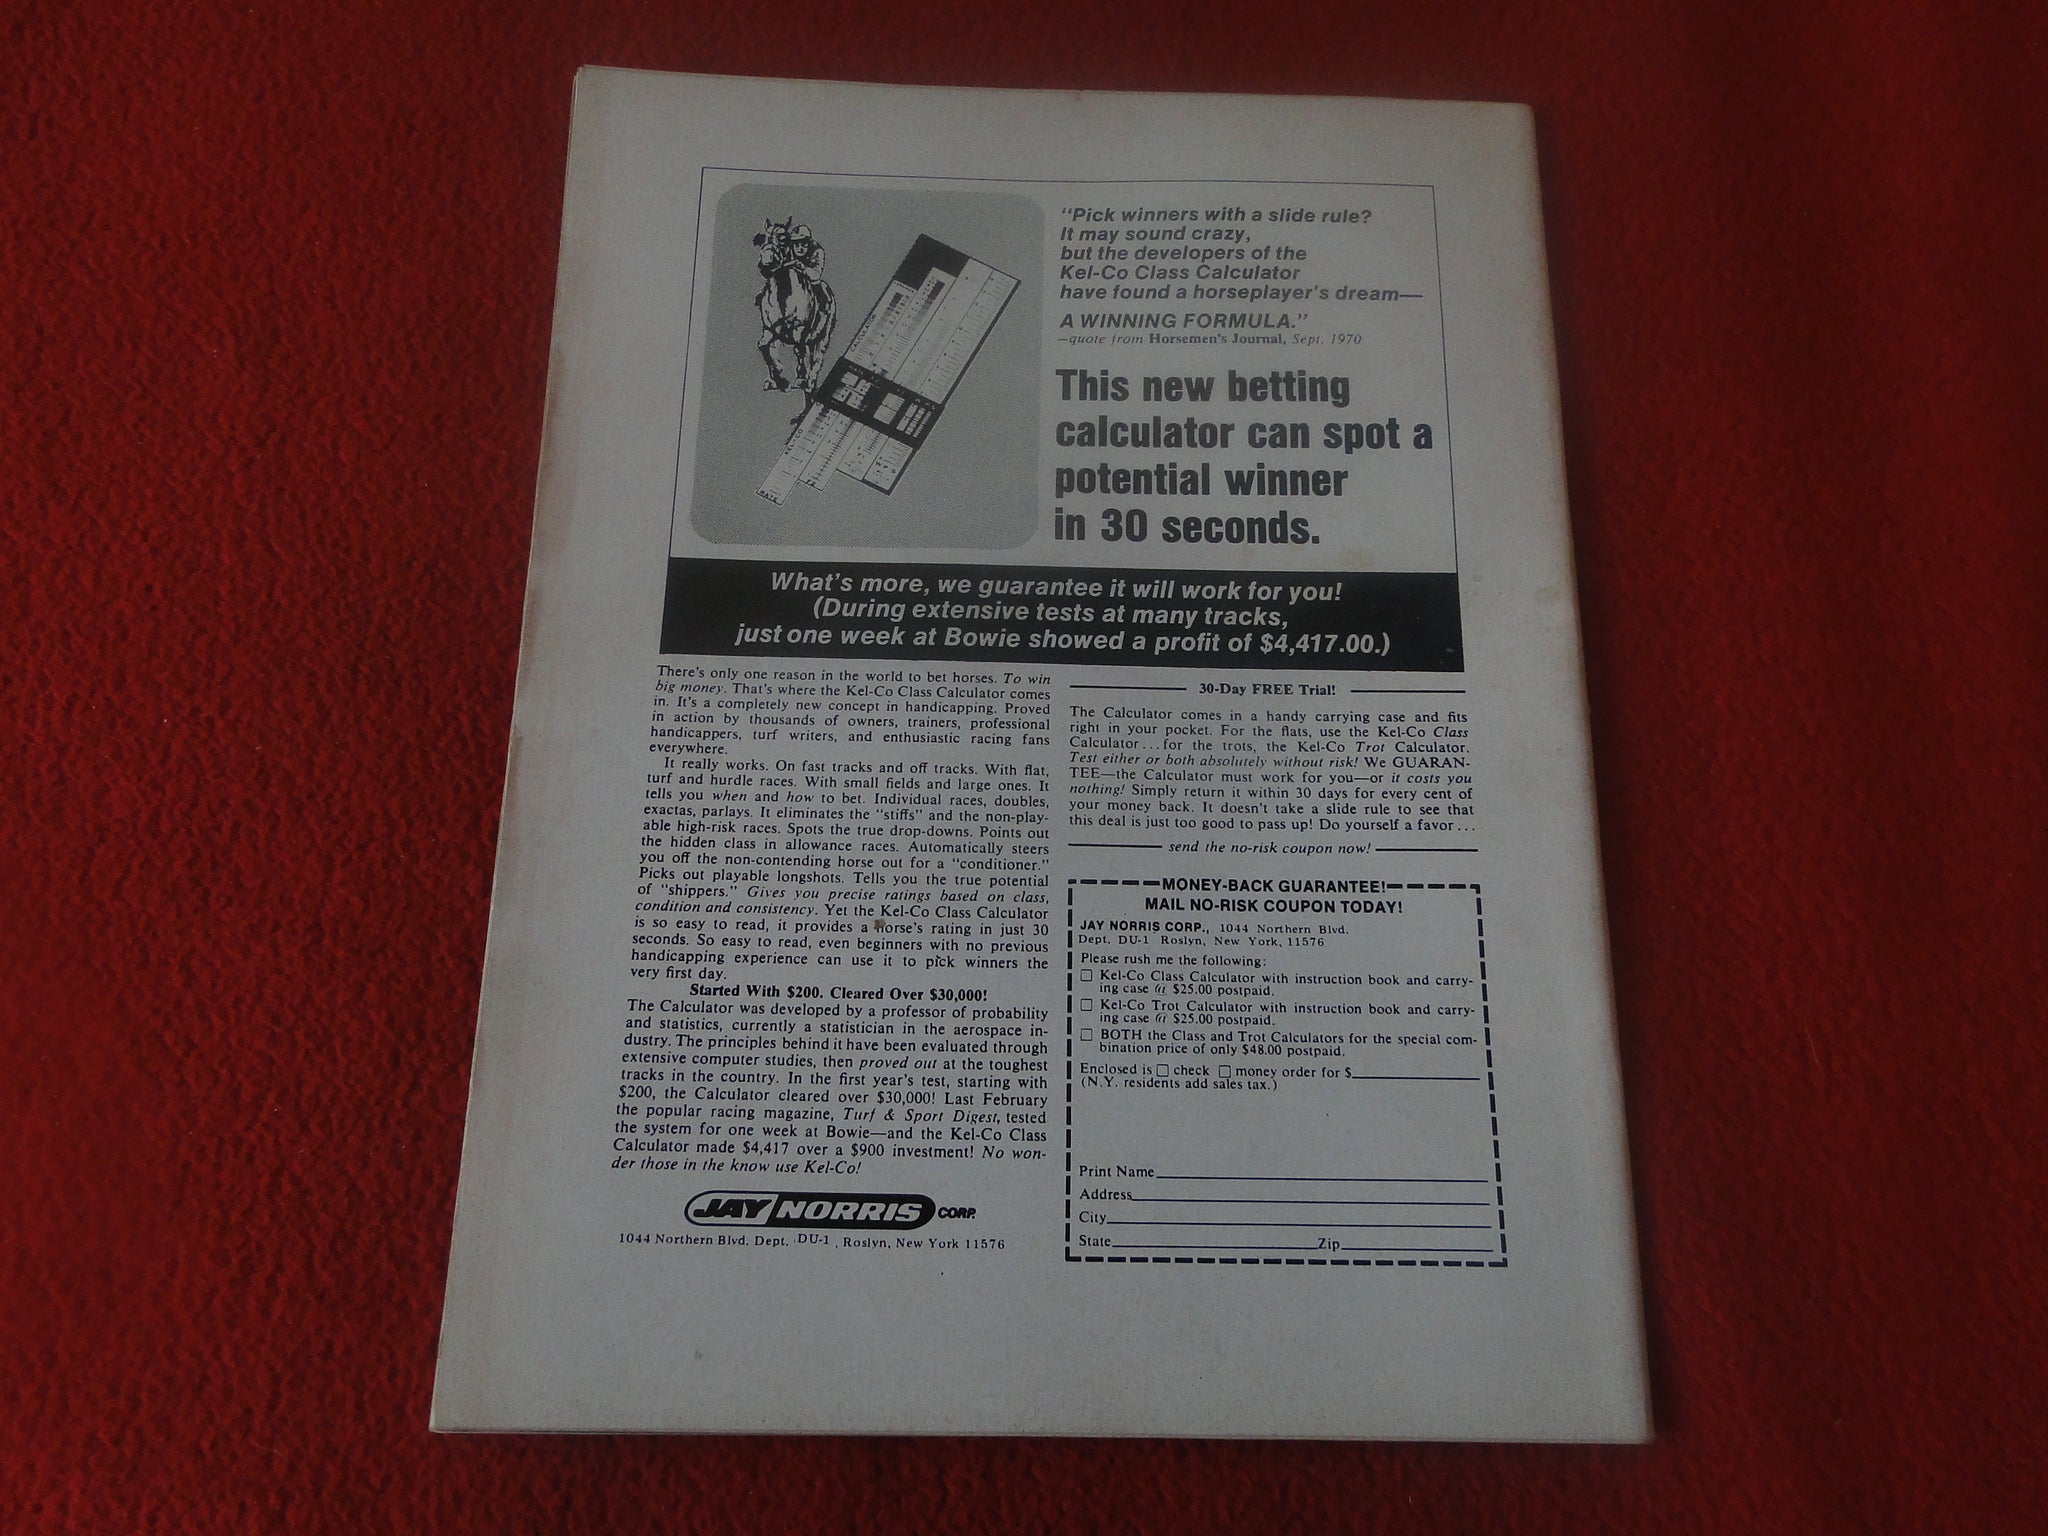 "Pick winners with a slide rule?
It may sound crazy,
but the developers of the
Kel-Co Class Calculator
have found a horseplayer's dream—
A WINNING FORMULA."
—quote from Horsemen's Journal, Sept. 1970
CALCULATOR
KEL-CO
RATE
This new betting
calculator can spot a
potential winner
in 30 seconds.
What's more, we guarantee it will work for you!
(During extensive tests at many tracks,
just one week at Bowie showed a profit of $4,417.00.)
There's only one reason in the world to bet horses. To win
big money. That's where the Kel-Co Class Calculator comes
in. It's a completely new concept in handicapping. Proved
in action by thousands of owners, trainers, professional
handicappers, turf writers, and enthusiastic racing fans
everywhere.
It really works. On fast tracks and off tracks. With flat,
turf and hurdle races. With small fields and large ones. It
tells you when and how to bet. Individual races, doubles,
exactas, parlays. It eliminates the "stiffs" and the non-play-
able high-risk races. Spots the true drop-downs. Points out
the hidden class in allowance races. Automatically steers
you off the non-contending horse out for a "conditioner."
Picks out playable longshots. Tells you the true potential
of "shippers." Gives you precise ratings based on class,
condition and consistency. Yet the Kel-Co Class Calculator
is so easy to read, it provides a horse's rating in just 30
seconds. So easy to read, even beginners with no previous
handicapping experience can use it to pick winners the
very first day.
Started With $200. Cleared Over $30,000!
The Calculator was developed by a professor of probability
and statistics, currently a statistician in the aerospace in-
dustry. The principles behind it have been evaluated through
extensive computer studies, then proved out at the toughest
tracks in the country. In the first year's test, starting with
$200, the Calculator cleared over $30,000! Last February
the popular racing magazine, Turf & Sport Digest, tested
the system for one week at Bowie—and the Kel-Co Class
Calculator made $4,417 over a $900 investment! No won-
der those in the know use Kel-Co!
JAY NORRIS CORP.
1044 Northern Blvd. Dept. DU-1, Roslyn, New York 11576
30-Day FREE Trial!
The Calculator comes in a handy carrying case and fits
right in your pocket. For the flats, use the Kel-Co Class
Calculator...for the trots, the Kel-Co Trot Calculator.
Test either or both absolutely without risk! We GUARAN-
TEE—the Calculator must work for you—or it costs you
nothing! Simply return it within 30 days for every cent of
your money back. It doesn't take a slide rule to see that
this deal is just too good to pass up! Do yourself a favor...
send the no-risk coupon now!
MONEY-BACK GUARANTEE!
MAIL NO-RISK COUPON TODAY!
JAY NORRIS CORP., 1044 Northern Blvd.
Dept. DU-1 Roslyn, New York, 11576
Please rush me the following:
☐ Kel-Co Class Calculator with instruction book and carry-
ing case @ $25.00 postpaid.
☐ Kel-Co Trot Calculator with instruction book and carry-
ing case @ $25.00 postpaid.
☐ BOTH the Class and Trot Calculators for the special com-
bination price of only $48.00 postpaid.
Enclosed is ☐ check ☐ money order for $
(N.Y. residents add sales tax.)
Print Name
Address
City
State Zip